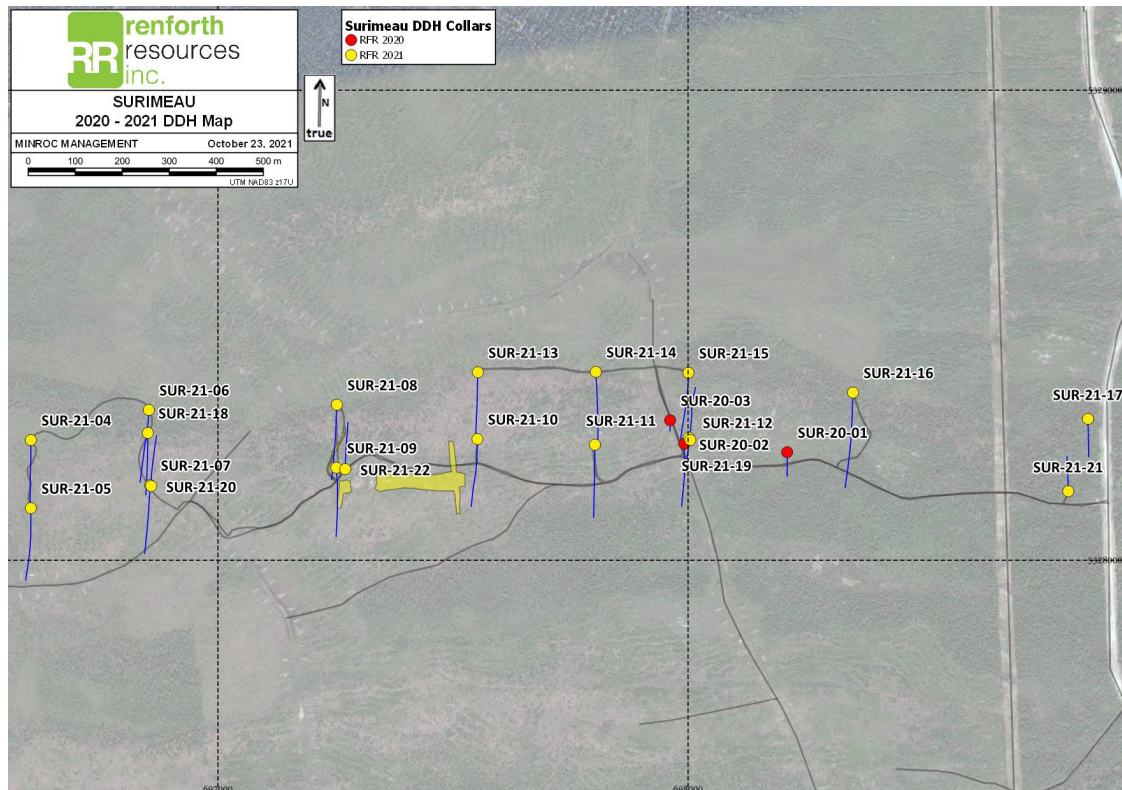 renforth
resources
inc.
RR
SURIMEAU
2020 - 2021 DDH Map
MINROC MANAGEMENT October 23, 2021
0 100 200 300 400 500 m
UTM NAD83 z17U
Surimeau DDH Collars
RFR 2020
RFR 2021
N
true
5329000
SUR-21-13
SUR-21-14
SUR-21-15
SUR-21-16
SUR-21-06
SUR-21-08
SUR-20-03
SUR-21-17
SUR-21-18
SUR-21-04
SUR-21-10
SUR-21-11
SUR-21-12
SUR-20-01
SUR-20-02
SUR-21-09
SUR-21-07
SUR-21-22
SUR-21-19
SUR-21-21
SUR-21-20
SUR-21-05
5328000
697000
698000